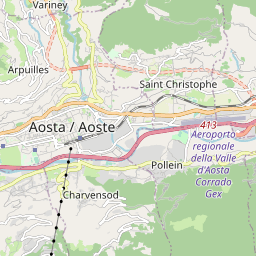 Variney
Arpuilles
Saint Christophe
Aosta / Aoste
413
Aeroporto
regionale
della Valle
d'Aosta
Corrado
Gex
Pollein
Charvensod